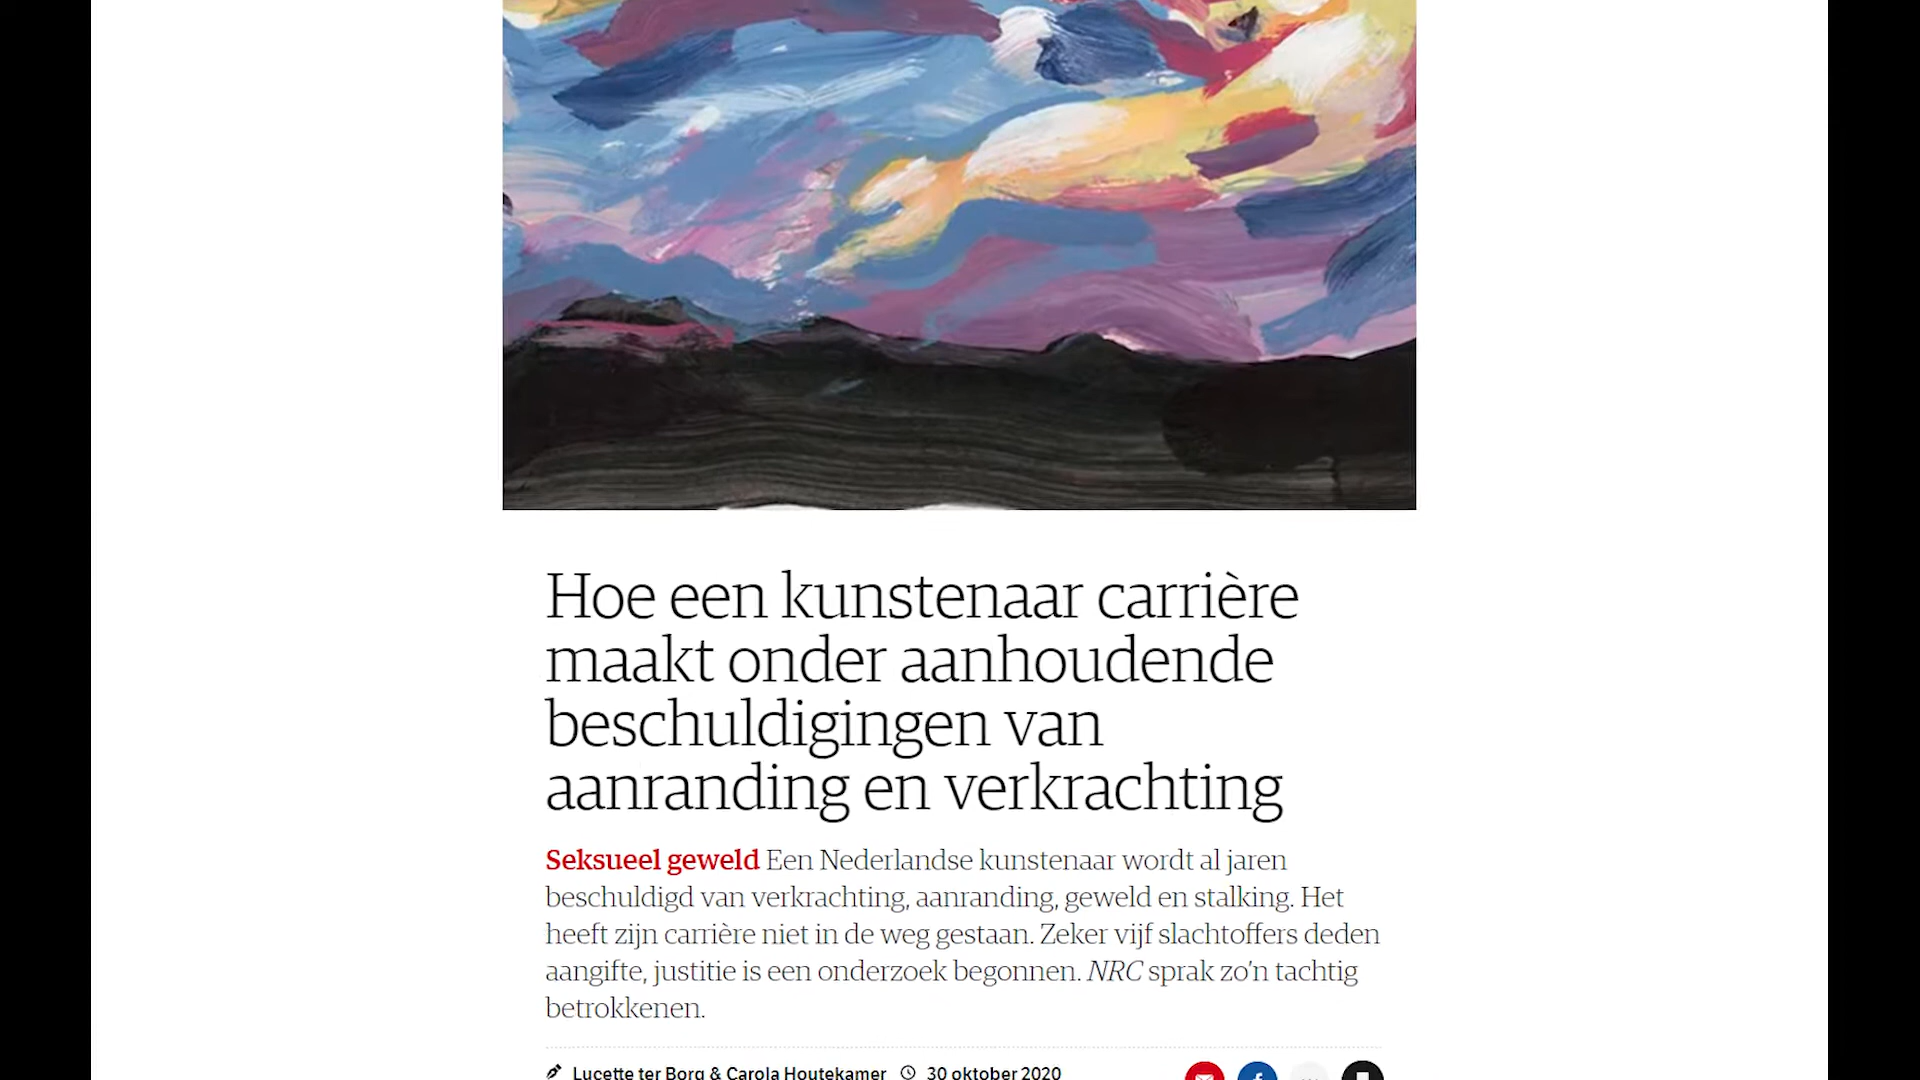 Hoe een kunstenaar carrière
maakt onder aanhoudende
beschuldigingen van
aanranding en verkrachting
Seksueel geweld Een Nederlandse kunstenaar wordt al jaren
beschuldigd van verkrachting, aanranding, geweld en stalking. Het
heeft zijn carrière niet in de weg gestaan. Zeker vijf slachtoffers deden
aangifte, justitie is een onderzoek begonnen. NRC sprak zo'n tachtig
betrokkenen.
Lucette ter Borg & Carola Houtekamer 30 oktober 2020